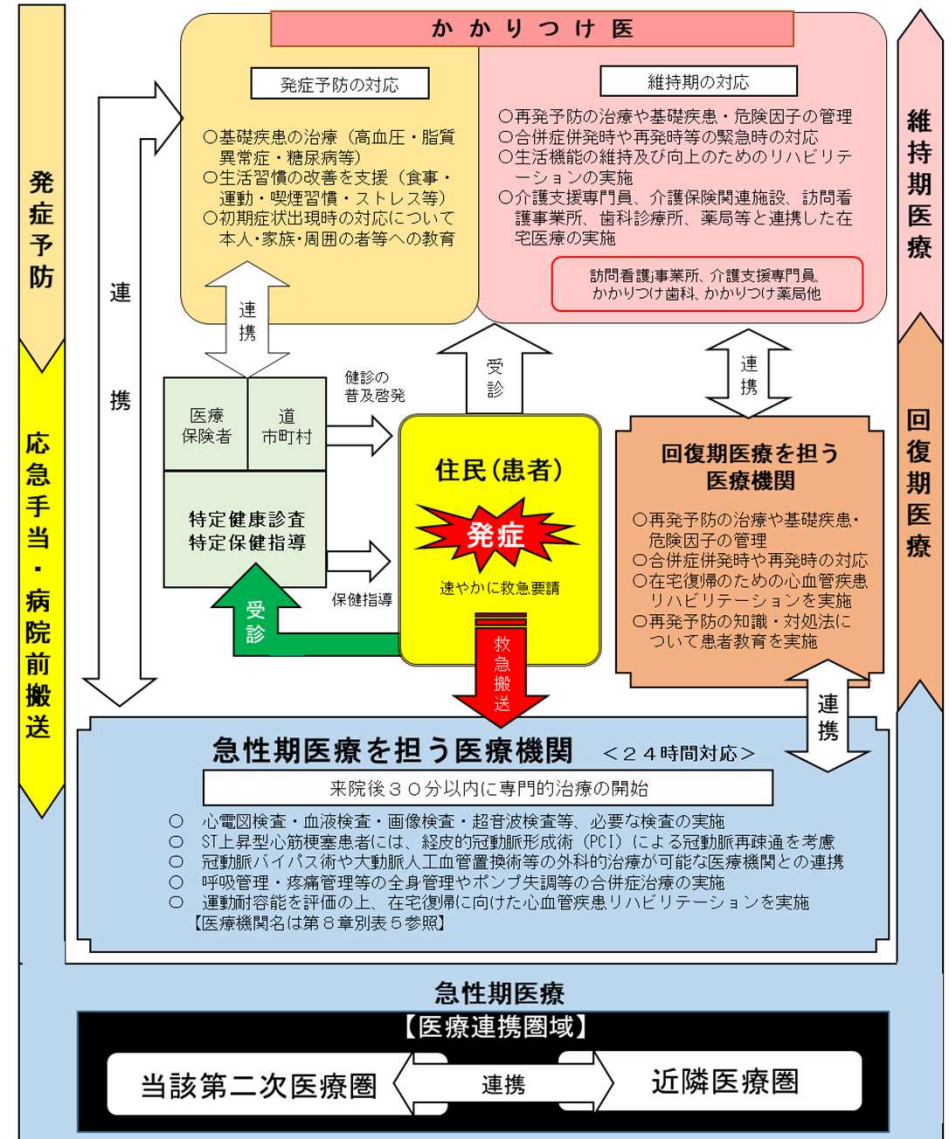 かかりつけ医
発症予防の対応
○基礎疾患の治療（高血圧・脂質
異常症・糖尿病等）
○生活習慣の改善を支援（食事・
運動・喫煙習慣・ストレス等）
○初期症状出現時の対応について
本人・家族・周囲の者等への教育
維持期の対応
○再発予防の治療や基礎疾患・危険因子の管理
○合併症併発時や再発時等の緊急時の対応
○生活機能の維持及び向上のためのリハビリテ
ーションの実施
○介護支援専門員、介護保険関連施設、訪問看
護事業所、歯科診療所、薬局等と連携した在
宅医療の実施
訪問看護j事業所、介護支援専門員、
かかりつけ歯科、かかりつけ薬局他
発症予防
応急手当・病院前搬送
維持期医療
回復期医療
連携
連携
受診
連携
医療
保険者
道
市町村
健診の
普及啓発
特定健康診査
特定保健指導
保健指導
受診
住民（患者）
発症
速やかに救急要請
救急搬送
回復期医療を担う
医療機関
○再発予防の治療や基礎疾患・
危険因子の管理
○合併症併発時や再発時の対応
○在宅復帰のための心血管疾患
リハビリテーションを実施
○再発予防の知識・対処法に
ついて患者教育を実施
連携
急性期医療を担う医療機関 ＜２４時間対応＞
来院後３０分以内に専門的治療の開始
○ 心電図検査・血液検査・画像検査・超音波検査等、必要な検査の実施
○ ST上昇型心筋梗塞患者には、経皮的冠動脈形成術（PCI）による冠動脈再疎通を考慮
○ 冠動脈バイパス術や大動脈人工血管置換術等の外科的治療が可能な医療機関との連携
○ 呼吸管理・疼痛管理等の全身管理やポンプ失調等の合併症治療の実施
○ 運動耐容能を評価の上、在宅復帰に向けた心血管疾患リハビリテーションを実施
【医療機関名は第８章別表５参照】
急性期医療
【医療連携圏域】
当該第二次医療圏
連携
近隣医療圏